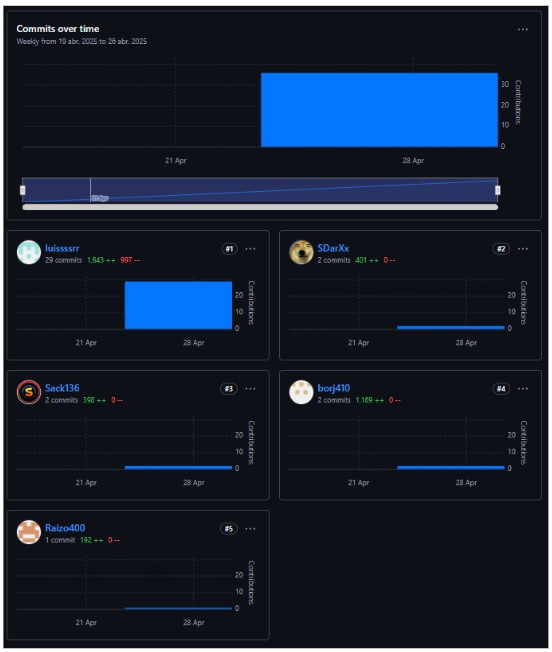 Commits over time
Weekly from 19 abr. 2025 to 26 abr. 2025
30
20
10
0
Contributions
21 Apr
28 Apr
luissssrr
#1
29 commits 1,643 ++ 997 --
20
10
0
Contributions
21 Apr
28 Apr
SDarXx
#2
2 commits 401 ++ 0 --
20
10
0
Contributions
21 Apr
28 Apr
Sack136
#3
2 commits 398 ++ 0 --
20
10
0
Contributions
21 Apr
28 Apr
borj410
#4
2 commits 1,169 ++ 0 --
20
10
0
Contributions
21 Apr
28 Apr
Raizo400
#5
1 commit 192 ++ 0 --
20
10
0
Contributions
21 Apr
28 Apr